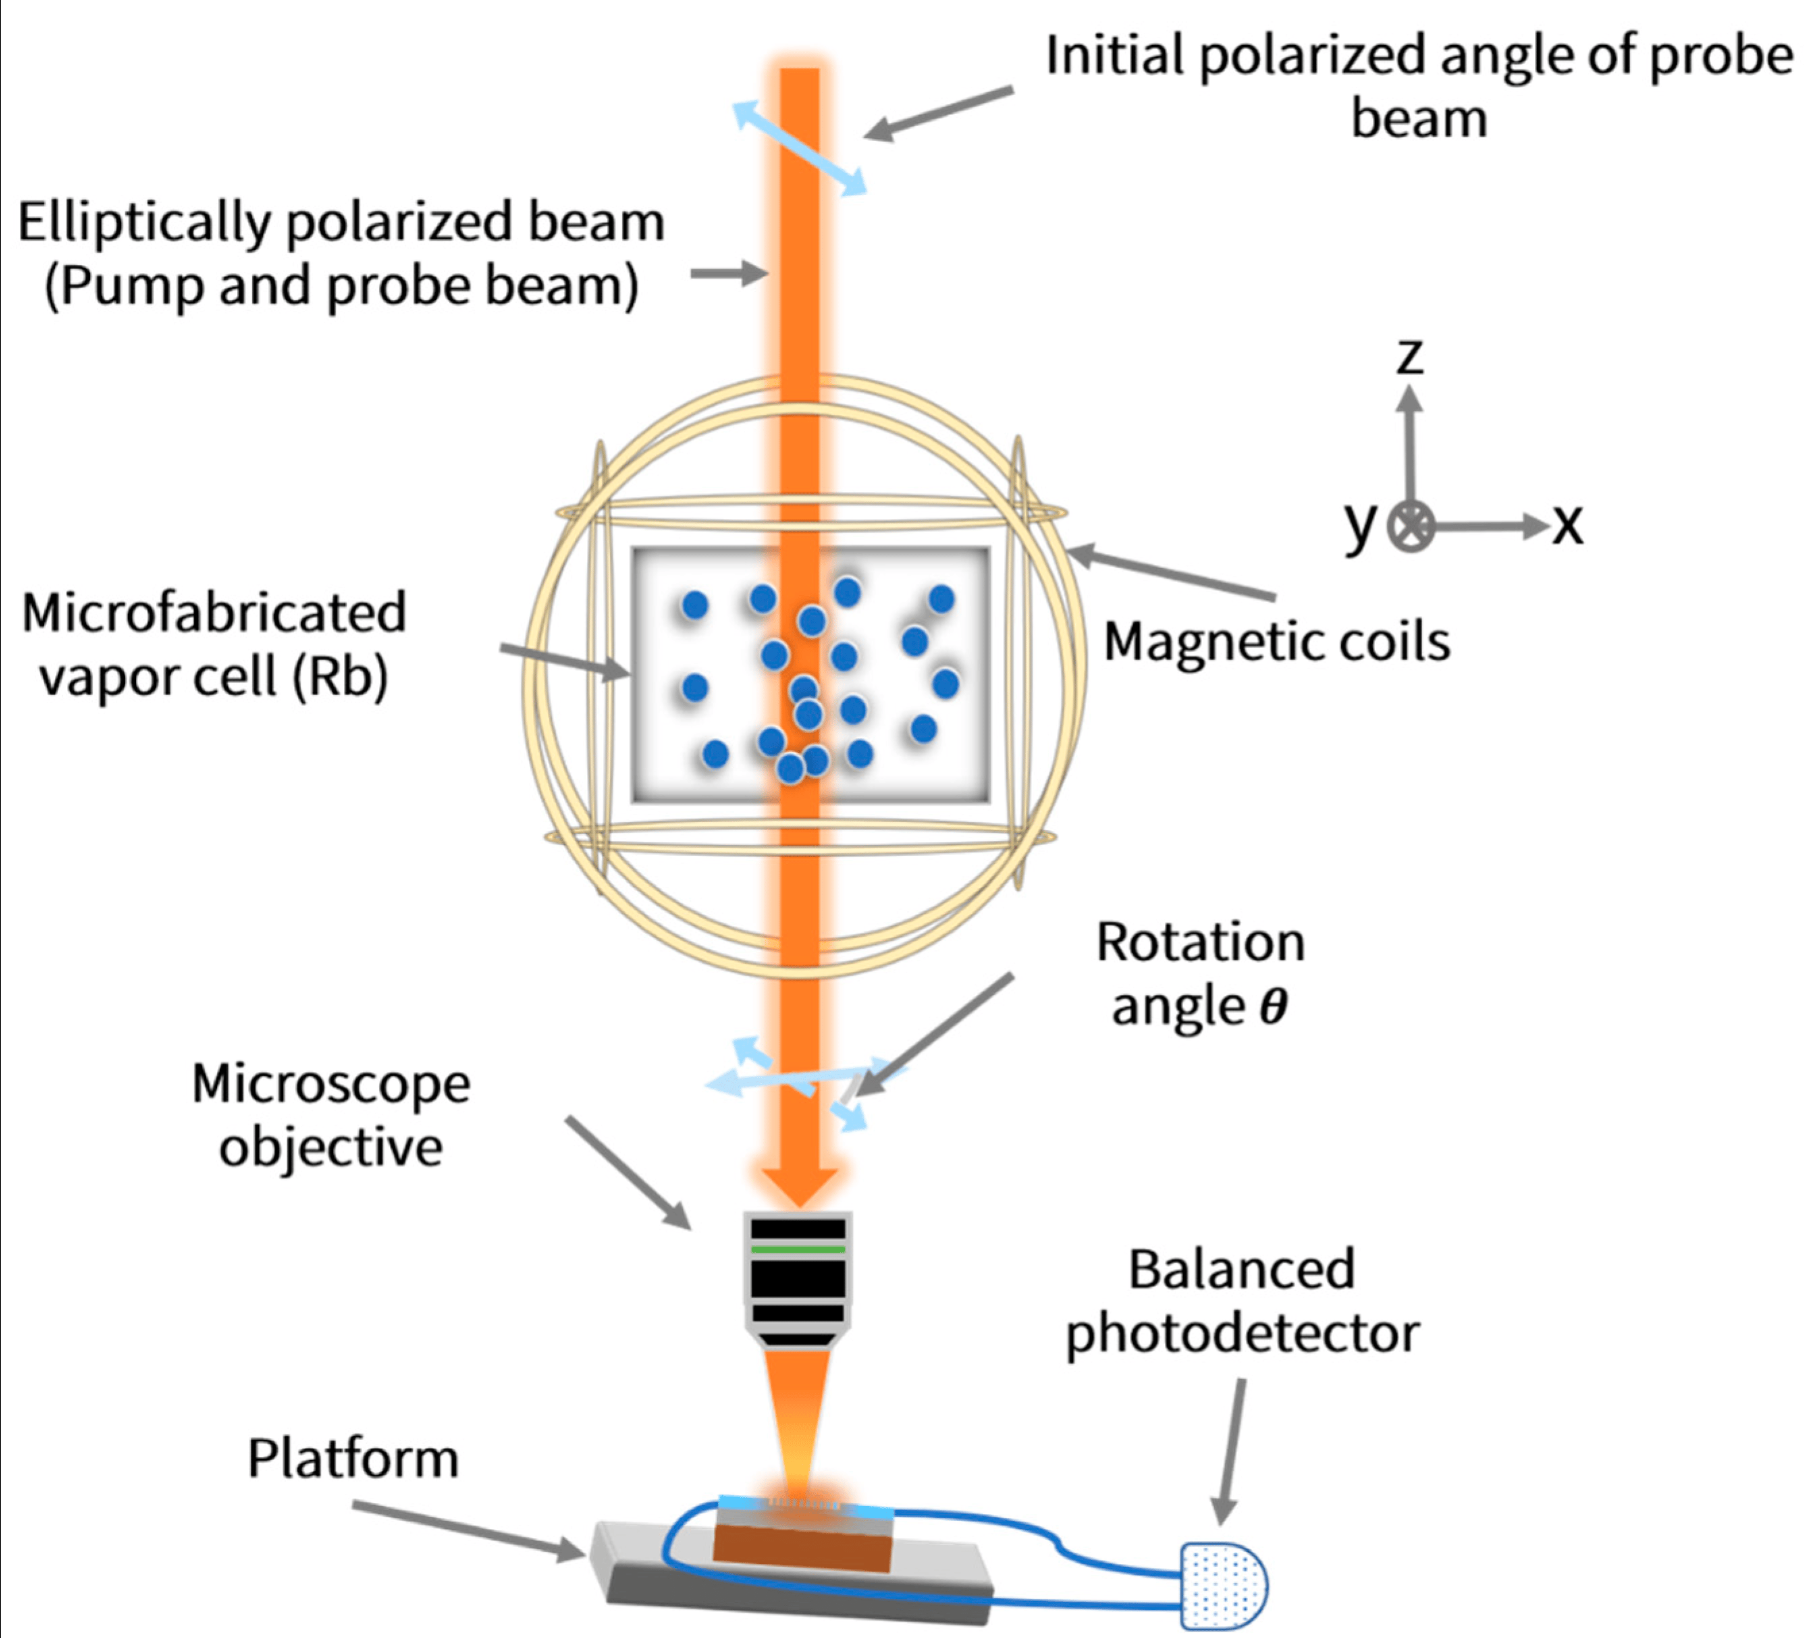 Initial polarized angle of probe
beam
Elliptically polarized beam
(Pump and probe beam)
z
y
x
Microfabricated
vapor cell (Rb)
Magnetic coils
Rotation
angle θ
Microscope
objective
Balanced
photodetector
Platform